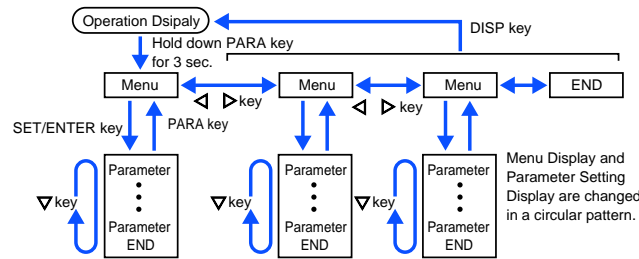 Operation Dsipaly
DISP key
Hold down PARA key
for 3 sec.
Menu
◁ ▷ key
Menu
◁ ▷ key
Menu
END
SET/ENTER key
PARA key
▽ key
Parameter
Parameter
END
▽ key
Parameter
Parameter
END
▽ key
Parameter
Parameter
END
Menu Display and
Parameter Setting
Display are changed
in a circular pattern.